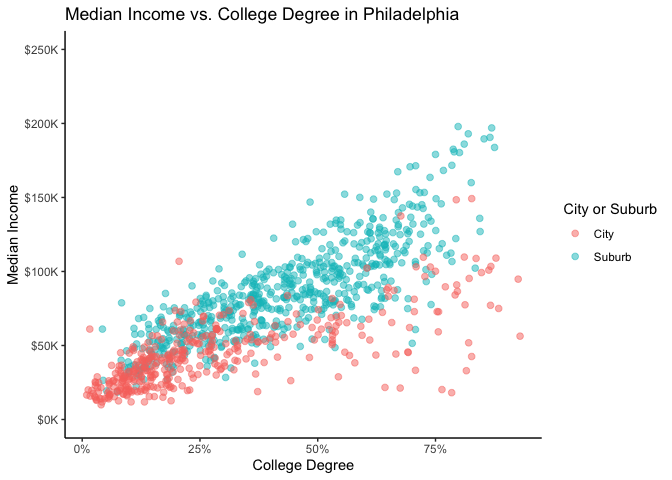 Median Income vs. College Degree in Philadelphia
$250K
$200K
$150K
$100K
$50K
$0K
Median Income
0%
25%
50%
75%
College Degree
City or Suburb
City
Suburb